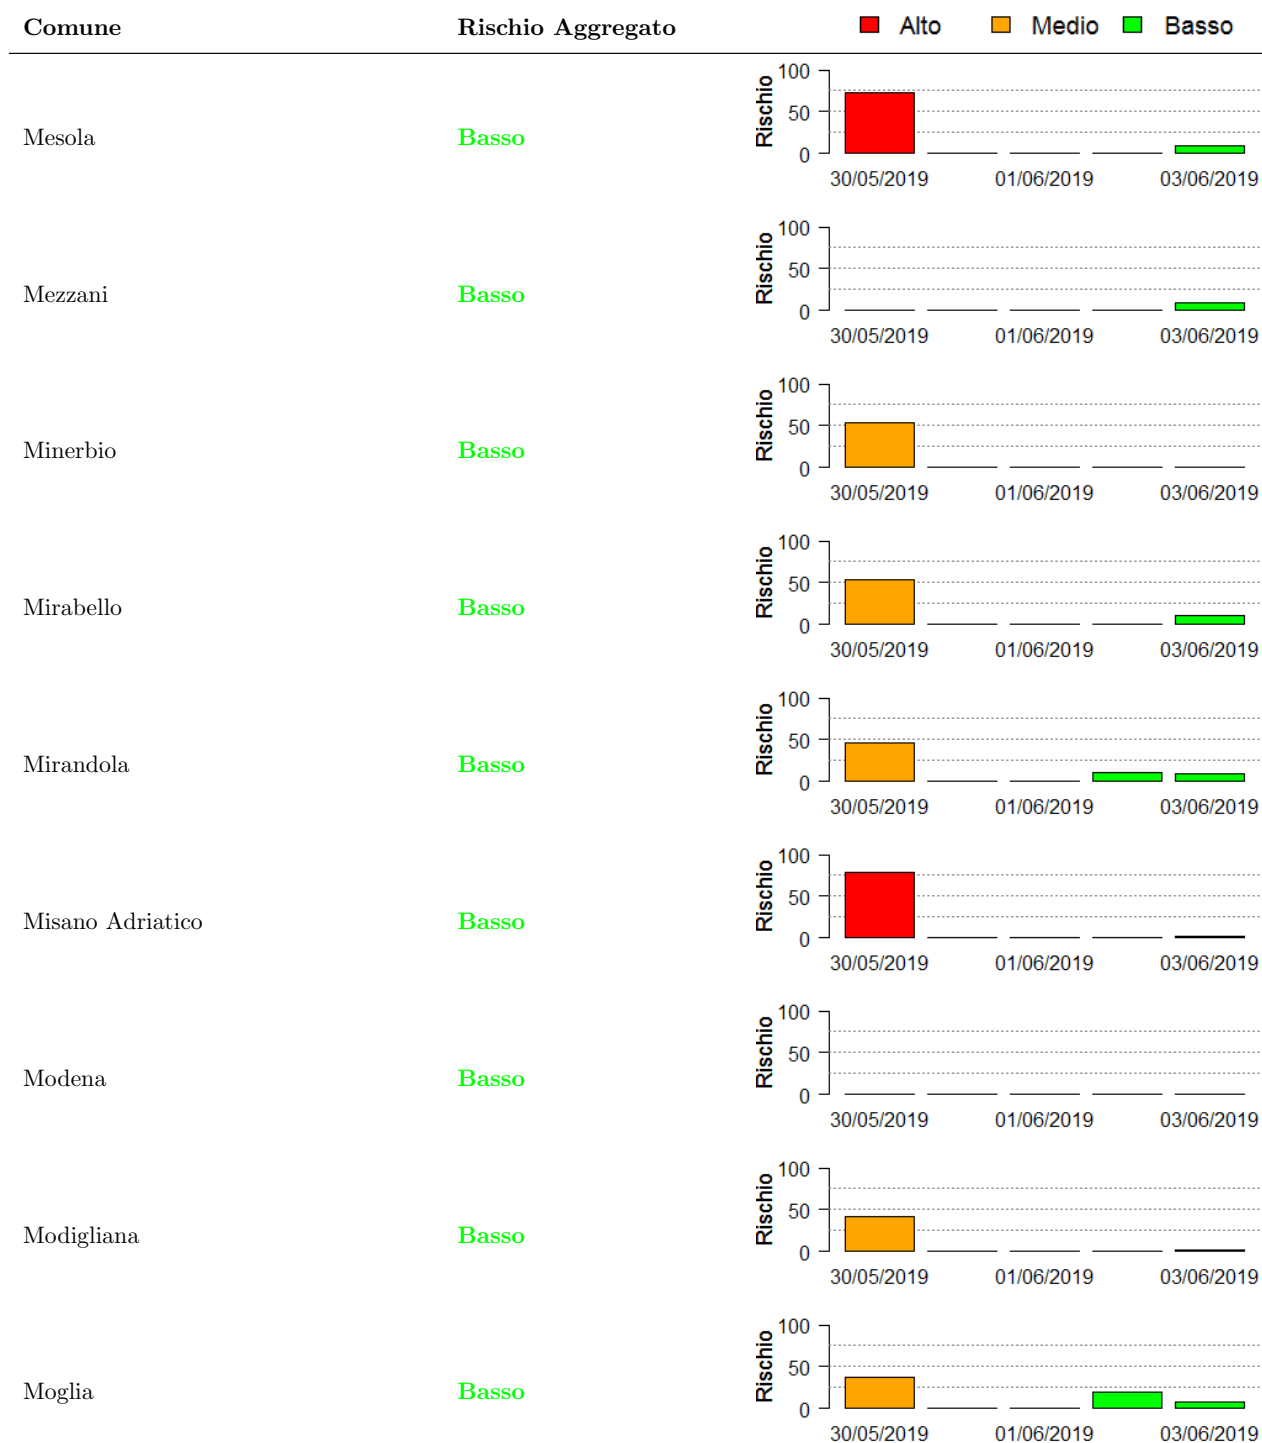 Comune Rischio Aggregato Alto Medio Basso
Mesola Basso Rischio 100 50 0 30/05/2019 01/06/2019 03/06/2019
Mezzani Basso Rischio 100 50 0 30/05/2019 01/06/2019 03/06/2019
Minerbio Basso Rischio 100 50 0 30/05/2019 01/06/2019 03/06/2019
Mirabello Basso Rischio 100 50 0 30/05/2019 01/06/2019 03/06/2019
Mirandola Basso Rischio 100 50 0 30/05/2019 01/06/2019 03/06/2019
Misano Adriatico Basso Rischio 100 50 0 30/05/2019 01/06/2019 03/06/2019
Modena Basso Rischio 100 50 0 30/05/2019 01/06/2019 03/06/2019
Modigliana Basso Rischio 100 50 0 30/05/2019 01/06/2019 03/06/2019
Moglia Basso Rischio 100 50 0 30/05/2019 01/06/2019 03/06/2019